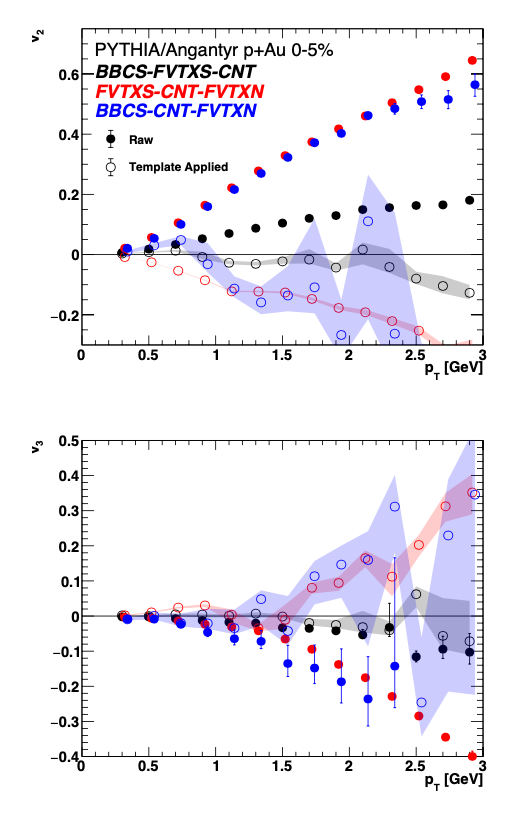 v2
PYTHIA/Angantyr p+Au 0-5%
BBCS-FVTXS-CNT
FVTXS-CNT-FVTXN
BBCS-CNT-FVTXN
Raw
Template Applied
0.6
0.4
0.2
0
−0.2
0 0.5 1 1.5 2 2.5 3
pT [GeV]
v3
0.5
0.4
0.3
0.2
0.1
0
−0.1
−0.2
−0.3
−0.4
0 0.5 1 1.5 2 2.5 3
pT [GeV]